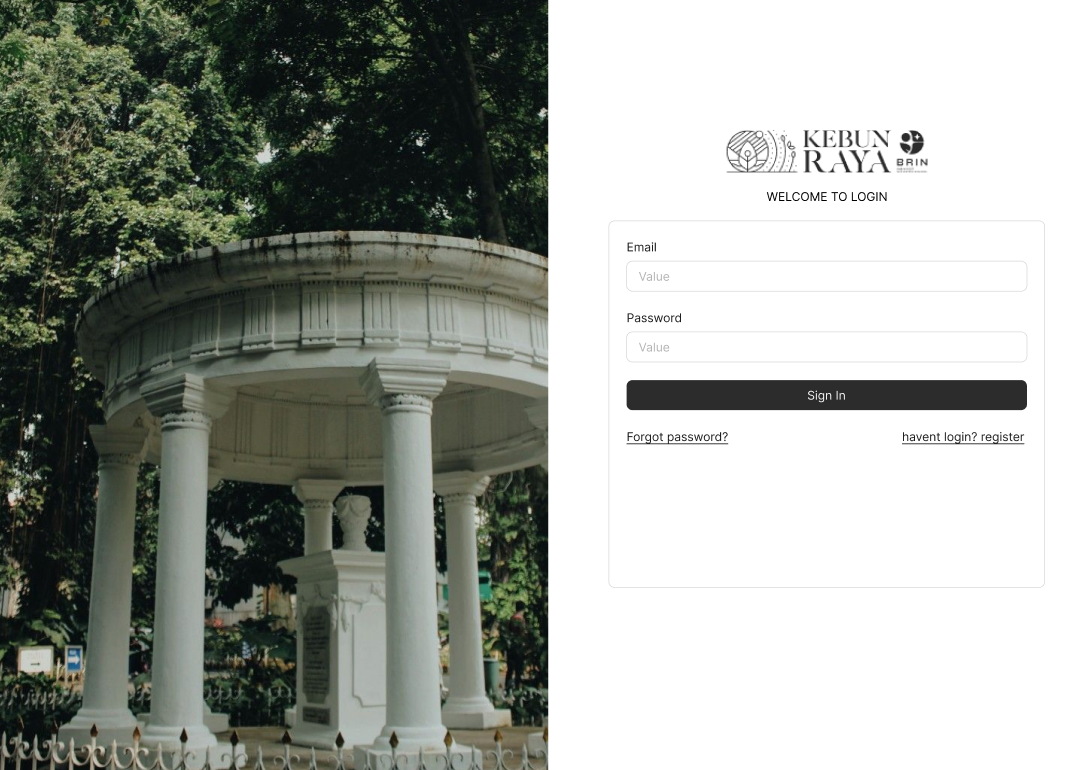 KEBUN
RAYA
BRIN
WELCOME TO LOGIN
Email
Value
Password
Value
Sign In
Forgot password?
havent login? register